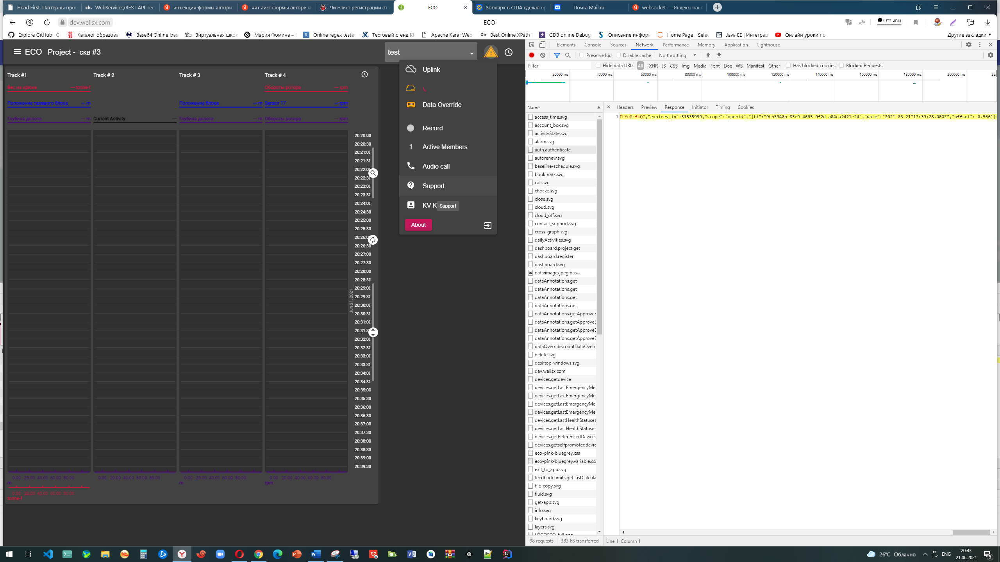 Head First. Паттерны прое
ch. WebServices/REST API Тес
инъекции формы авториз
чит лист формы авториза
Чит-лист регистрации от
ECO
Зоопарк в США сделал ор
Почта Mail.ru
websocket — Яндекс: наш
dev.wellsx.com
ECO
Отзывы
Explore GitHub · G
Каталог образова
Base64 Online-bas
Виртуальная школ
Мария Фомина –
Online regex tester
Тестовый стенд КИ
Apache Karaf Web
Cb Best Online XPath T
GDB online Debug
Описание информ
Home Page - Selec
Java EE | Интеграц
Онлайн уроки по
Другие закладки
ECO Project - скв #3
test
Uplink
Data Override
Record
1 Active Members
Audio call
Support
KV K
Support
About
Track #1
Track # 2
Track # 3
Track # 4
Вес на крюке --- tonne-f
Обороты ротора --- rpm
Положение талевого блока --- m
Положение блока --- m
Sensor 17 --- rpm
Глубина долота --- m
Current Activity ---
Глубина долота --- m
Обороты ротора --- rpm
20:20:00
20:20:30
20:21:00
20:21:30
20:22:00
20:22:30
20:23:00
20:23:30
20:24:00
20:24:30
20:25:00
20:25:30
20:26:00
20:26:30
20:27:00
20:27:30
20:28:00
20:28:30
20:29:00
20:29:30
20:30:00
20:30:30
20:31:00
20:31:30
20:32:00
20:32:30
20:33:00
20:33:30
20:34:00
20:34:30
20:35:00
20:35:30
20:36:00
20:36:30
20:37:00
20:37:30
20:38:00
20:38:30
20:39:00
20:39:30
Jun 21, 2021
0.00 20.00 40.00 60.00 80.00
0.00 20.00 40.00 60.00 80.00
0.00 20.00 40.00 60.00 80.00
0.00 20.00 40.00 60.00 80.00
m
m
rpm
0.00 20.00 40.00 60.00 80.00
tonne-f
Elements Console Sources Network Performance Memory Application Lighthouse
Preserve log Disable cache No throttling
Filter Hide data URLs All XHR JS CSS Img Media Font Doc WS Manifest Other Has blocked cookies Blocked Requests
20000 ms 40000 ms 60000 ms 80000 ms 100000 ms 120000 ms 140000 ms 160000 ms 180000 ms 200000 ms 22
Name
Headers Preview Response Initiator Timing Cookies
1 TLYu8cfkQ","expires_in":31535999,"scope":"openid","jti":"9bb5940b-83e9-4665-9f2d-a04ca2421e24","date":"2021-06-21T17:39:28.000Z","offset":-0.566}}
access_time.svg
account_box.svg
activityState.svg
alarm.svg
auth.authenticate
autorenew.svg
baseline-schedule.svg
bookmark.svg
call.svg
chocke.svg
close.svg
cloud.svg
cloud_off.svg
contact_support.svg
cross_graph.svg
dailyActivities.svg
dashboard.project.get
dashboard.register
dashboard.svg
data:image/jpeg;bas...
dataAnnotations.get
dataAnnotations.get
dataAnnotations.get
dataAnnotations.get
dataAnnotations.getApproveE
dataAnnotations.getApproveE
dataAnnotations.getApproveE
dataAnnotations.getApproveE
dataOverride.countDataOverr
delete.svg
desktop_windows.svg
dev.wellsx.com
devices.getdevice
devices.getLastEmergencyMes
devices.getLastEmergencyMes
devices.getLastEmergencyMes
devices.getLastEmergencyMes
devices.getLastHealthStatuses
devices.getLastHealthStatuses
devices.getReferencedDevice.
devices.getselfpromoteddevic
eco-pink-bluegrey.css
eco-pink-bluegrey.variable.css
exit_to_app.svg
feedbackLimits.getLastCalcula
file_copy.svg
fluid.svg
get-app.svg
info.svg
keyboard.svg
layers.svg
LOGOECO_full.png
98 requests 383 kB transferred
Line 1, Column 1
26°C Облачно
ENG
20:43
21.06.2021
5